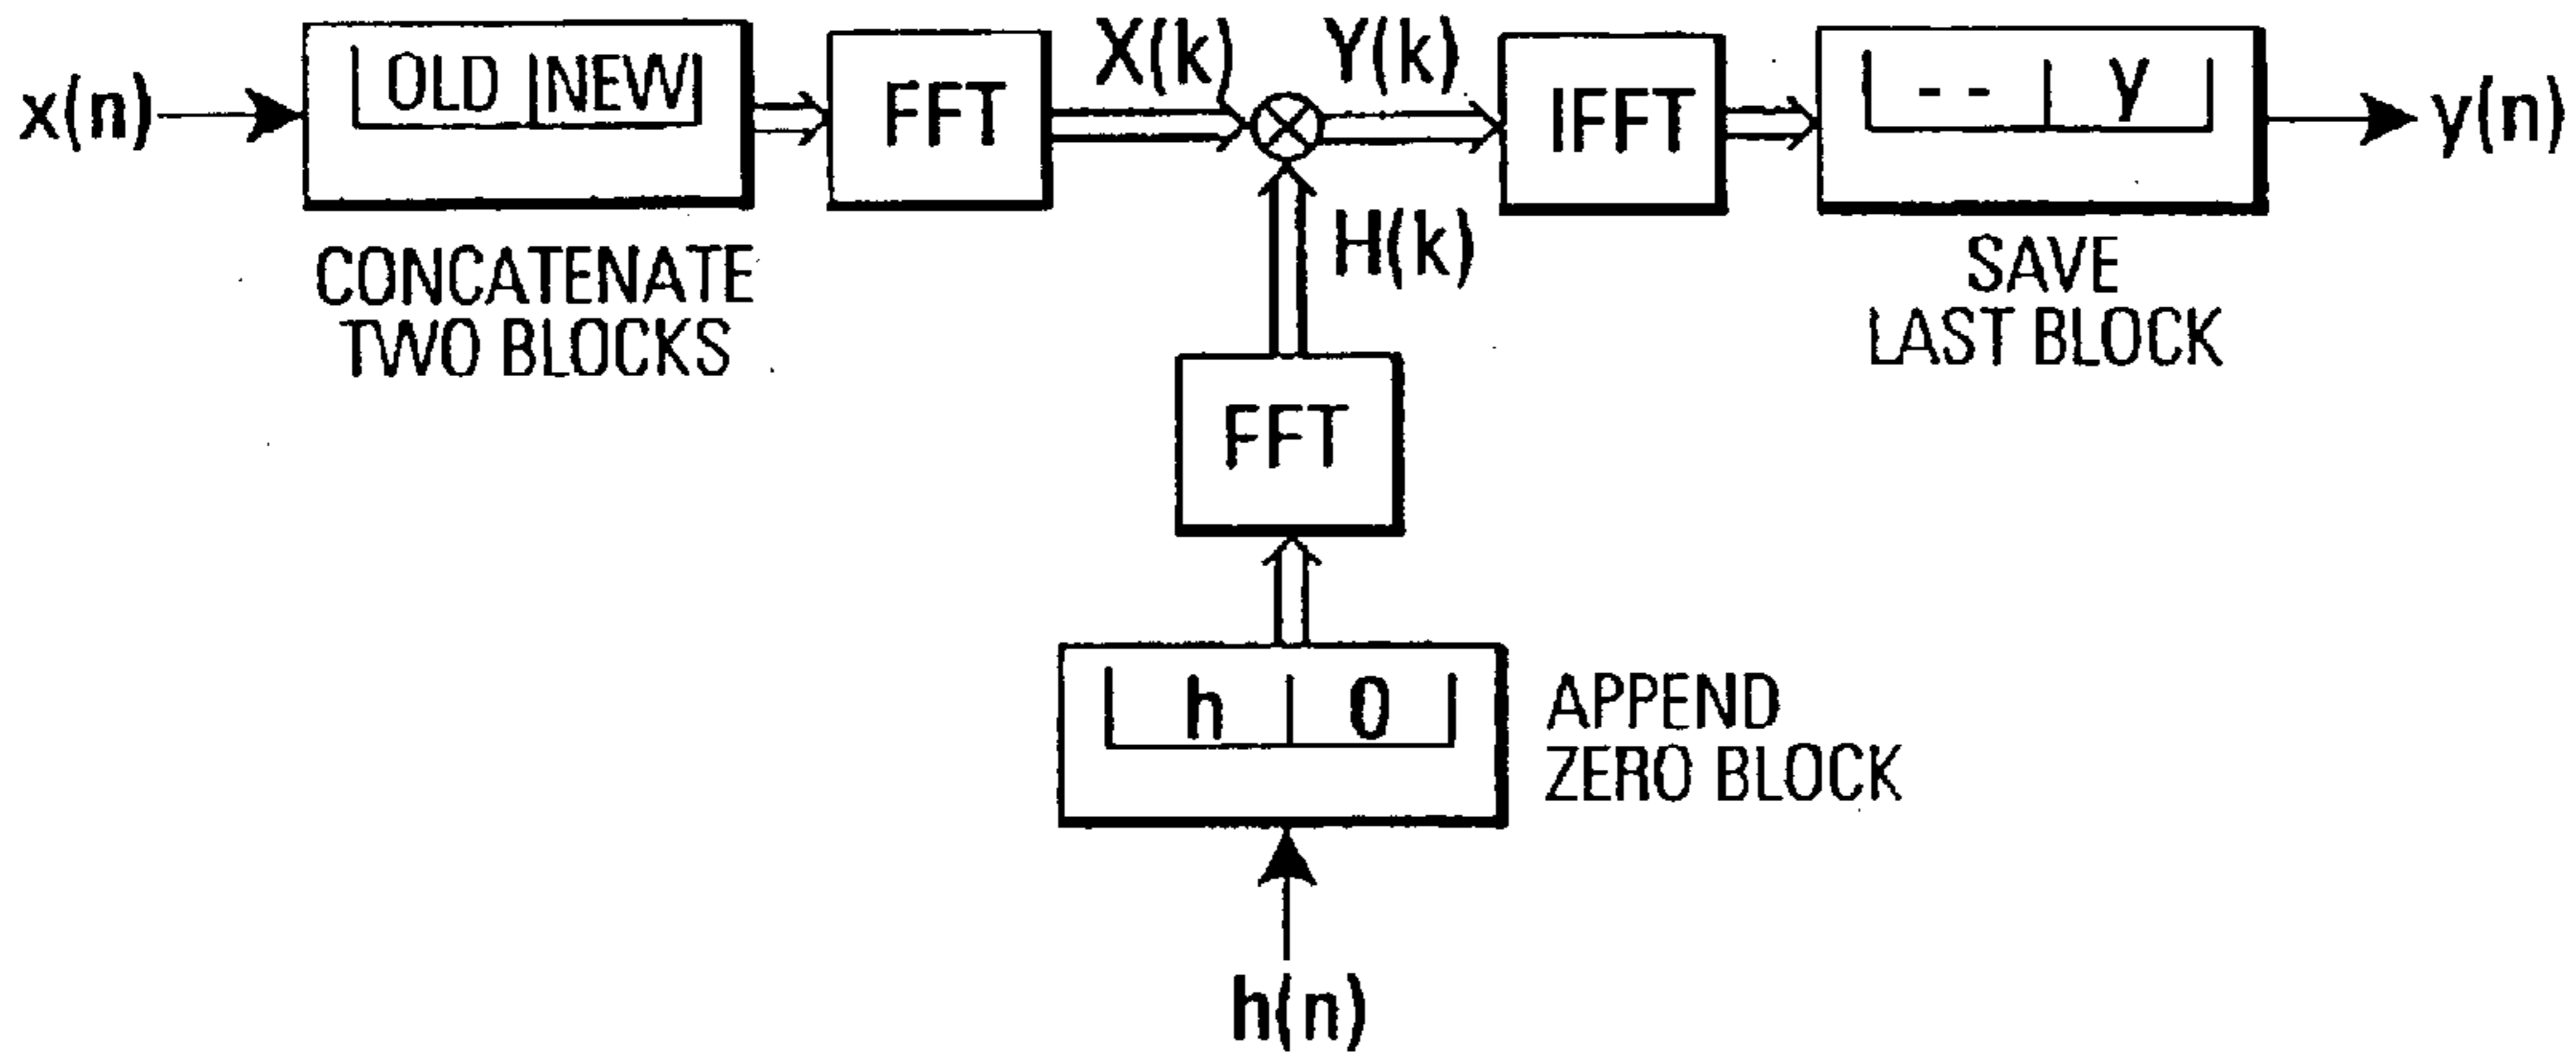 x(n)
OLD NEW
CONCATENATE
TWO BLOCKS
FFT
X(k)
Y(k)
H(k)
IFFT
- - y
SAVE
LAST BLOCK
y(n)
FFT
h 0
APPEND
ZERO BLOCK
h(n)